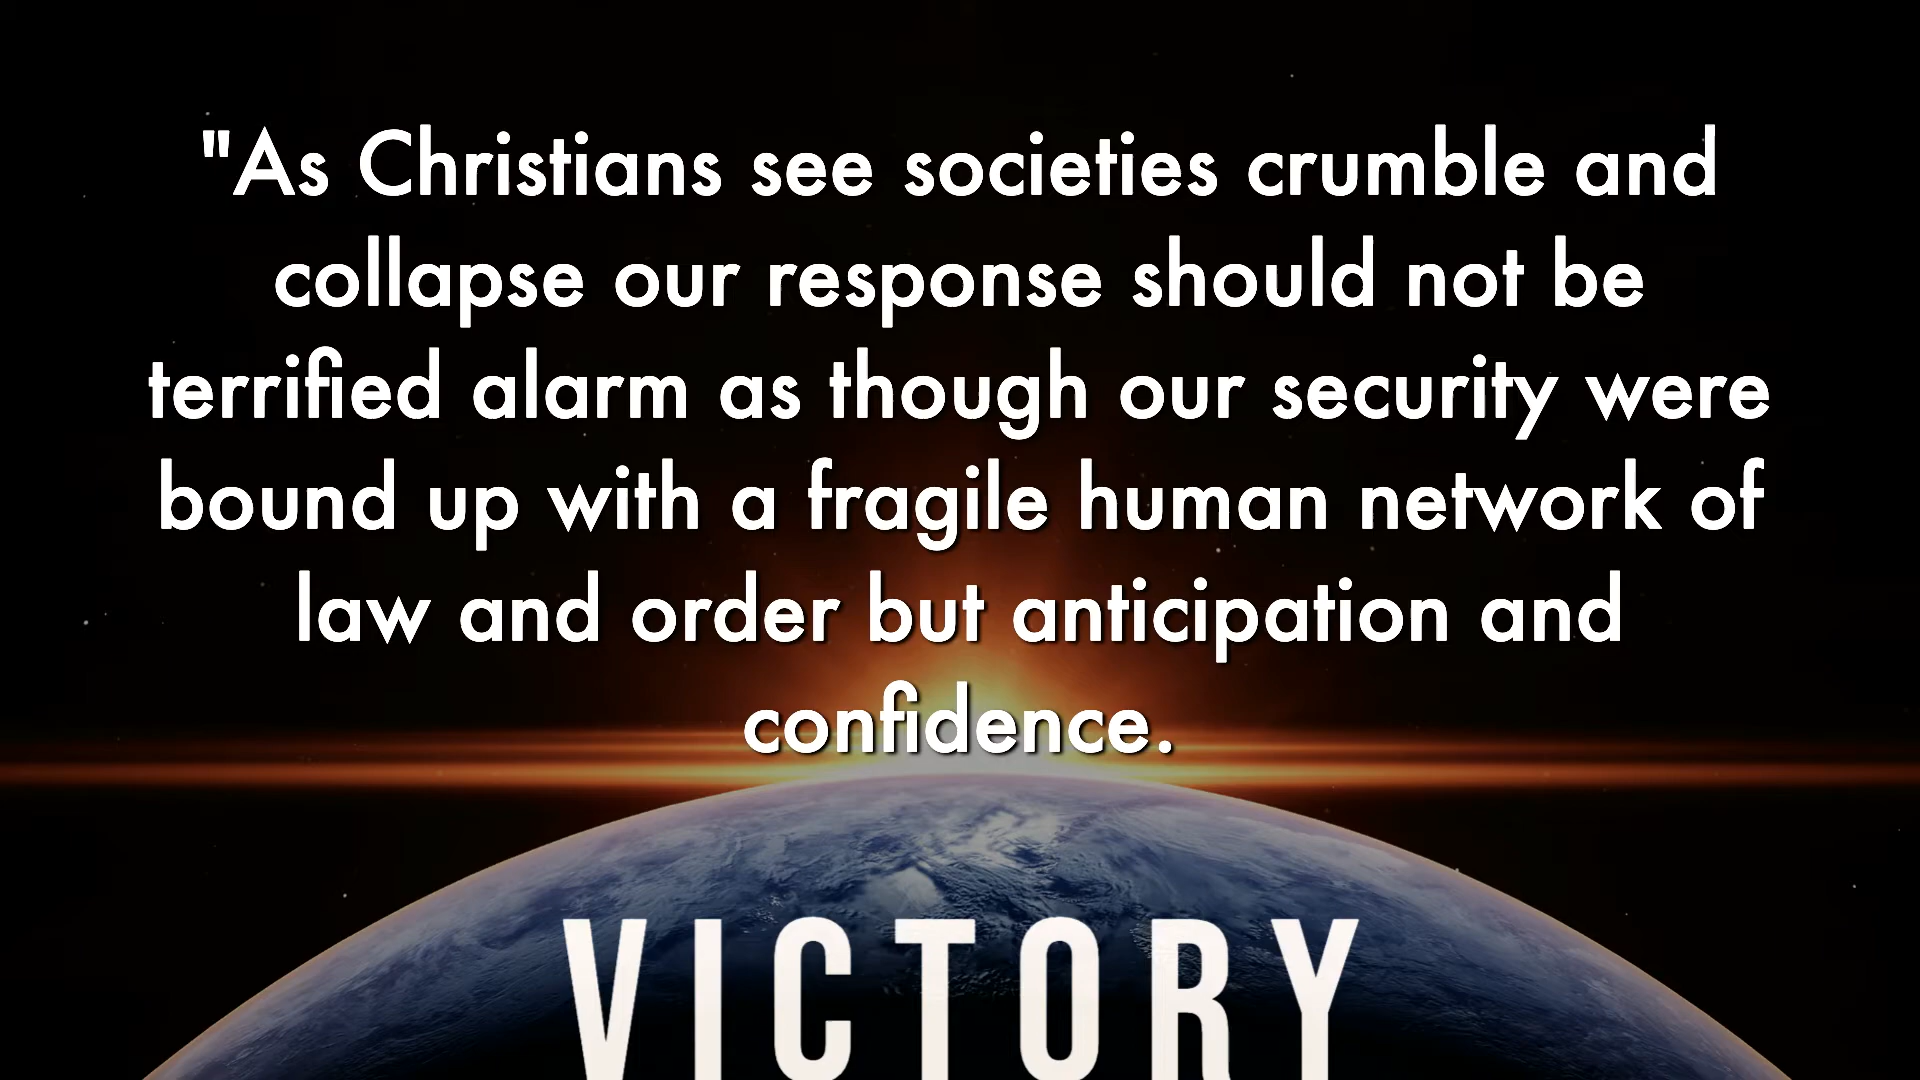 "As Christians see societies crumble and
collapse our response should not be
terrified alarm as though our security were
bound up with a fragile human network of
law and order but anticipation and
confidence.
VICTORY